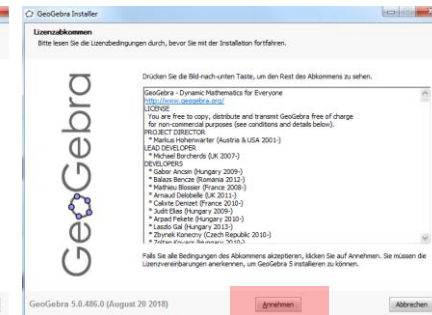 GeoGebra Installer
Lizenzabkommen
Bitte lesen Sie die Lizenzbedingungen durch, bevor Sie mit der Installation fortfahren.
GeoGebra
Drücken Sie die Bild-nach-unten Taste, um den Rest des Abkommens zu sehen.
GeoGebra - Dynamic Mathematics for Everyone
http://www.geogebra.org/
LICENSE
You are free to copy, distribute and transmit GeoGebra free of charge
for non-commercial purposes (see conditions and details below).
PROJECT DIRECTOR
* Markus Hohenwarter (Austria & USA 2001-)
LEAD DEVELOPER
* Michael Borcherds (UK 2007-)
DEVELOPERS
* Gabor Ancsin (Hungary 2009-)
* Balazs Bencze (Romania 2012-)
* Mathieu Blossier (France 2008-)
* Arnaud Delobelle (UK 2011-)
* Calixte Denizet (France 2010-)
* Judit Elias (Hungary 2009-)
* Arpad Fekete (Hungary 2010-)
* Laszlo Gal (Hungary 2013-)
* Zbynek Konecny (Czech Republic 2010-)
* Zoltan Kovacs (Hungary 2010-)
Falls Sie alle Bedingungen des Abkommens akzeptieren, klicken Sie auf Annehmen. Sie müssen die
Lizenzvereinbarungen anerkennen, um GeoGebra 5 installieren zu können.
GeoGebra 5.0.486.0 (August 20 2018)
Annehmen
Abbrechen